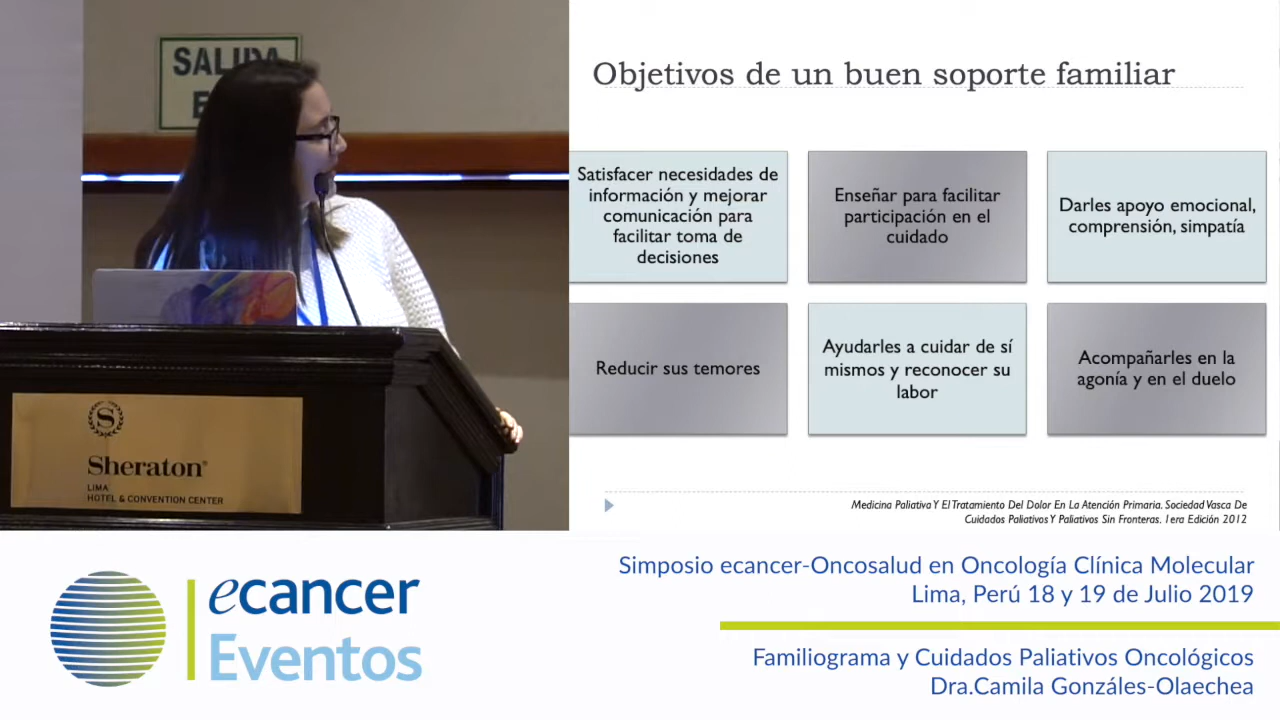 SALIDA
Objetivos de un buen soporte familiar
Satisfacer necesidades de
información y mejorar
comunicación para
facilitar toma de
decisiones
Enseñar para facilitar
participación en el
cuidado
Darles apoyo emocional,
comprensión, simpatía
Reducir sus temores
Ayudarles a cuidar de sí
mismos y reconocer su
labor
Acompañarles en la
agonía y en el duelo
Medicina Paliativa Y El Tratamiento Del Dolor En La Atención Primaria. Sociedad Vasca De
Cuidados Paliativos Y Paliativos Sin Fronteras. 1era Edición 2012
S
Sheraton®
LIMA
HOTEL & CONVENTION CENTER
ecancer
Eventos
Simposio ecancer-Oncosalud en Oncología Clínica Molecular
Lima, Perú 18 y 19 de Julio 2019
Familiograma y Cuidados Paliativos Oncológicos
Dra.Camila Gonzáles-Olaechea